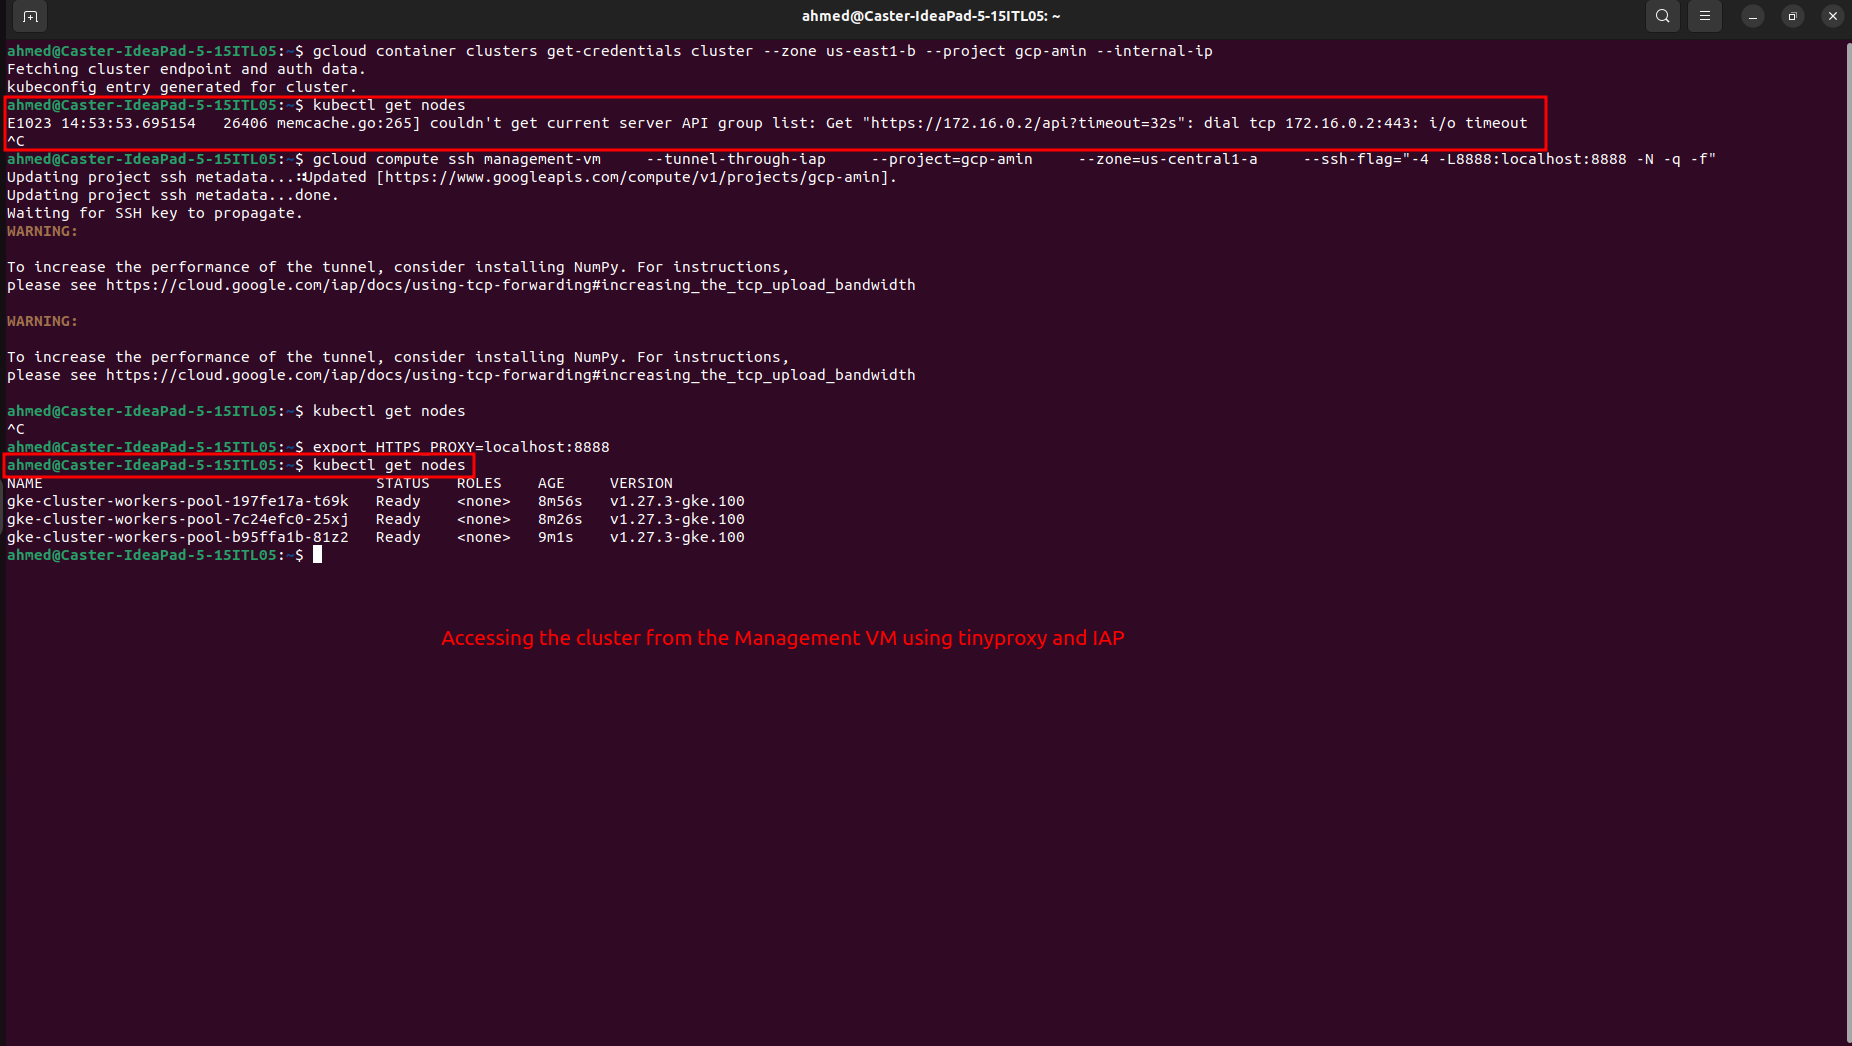 ahmed@Caster-IdeaPad-5-15ITL05: ~
ahmed@Caster-IdeaPad-5-15ITL05:~$ gcloud container clusters get-credentials cluster --zone us-east1-b --project gcp-amin --internal-ip
Fetching cluster endpoint and auth data.
kubeconfig entry generated for cluster.
ahmed@Caster-IdeaPad-5-15ITL05:~$ kubectl get nodes
E1023 14:53:53.695154   26406 memcache.go:265] couldn't get current server API group list: Get "https://172.16.0.2/api?timeout=32s": dial tcp 172.16.0.2:443: i/o timeout
^C
ahmed@Caster-IdeaPad-5-15ITL05:~$ gcloud compute ssh management-vm     --tunnel-through-iap     --project=gcp-amin     --zone=us-central1-a     --ssh-flag="-4 -L8888:localhost:8888 -N -q -f"
Updating project ssh metadata...⠶Updated [https://www.googleapis.com/compute/v1/projects/gcp-amin].
Updating project ssh metadata...done.
Waiting for SSH key to propagate.
WARNING:
To increase the performance of the tunnel, consider installing NumPy. For instructions,
please see https://cloud.google.com/iap/docs/using-tcp-forwarding#increasing_the_tcp_upload_bandwidth
WARNING:
To increase the performance of the tunnel, consider installing NumPy. For instructions,
please see https://cloud.google.com/iap/docs/using-tcp-forwarding#increasing_the_tcp_upload_bandwidth
ahmed@Caster-IdeaPad-5-15ITL05:~$ kubectl get nodes
^C
ahmed@Caster-IdeaPad-5-15ITL05:~$ export HTTPS_PROXY=localhost:8888
ahmed@Caster-IdeaPad-5-15ITL05:~$ kubectl get nodes
NAME                                     STATUS   ROLES    AGE     VERSION
gke-cluster-workers-pool-197fe17a-t69k   Ready    <none>   8m56s   v1.27.3-gke.100
gke-cluster-workers-pool-7c24efc0-25xj   Ready    <none>   8m26s   v1.27.3-gke.100
gke-cluster-workers-pool-b95ffa1b-81z2   Ready    <none>   9m1s    v1.27.3-gke.100
ahmed@Caster-IdeaPad-5-15ITL05:~$
Accessing the cluster from the Management VM using tinyproxy and IAP